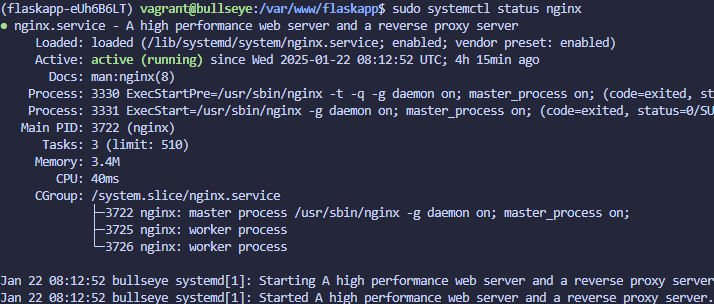 (flaskapp-eUh6B6LT) vagrant@bullseye:/var/www/flaskapp$ sudo systemctl status nginx
● nginx.service - A high performance web server and a reverse proxy server
Loaded: loaded (/lib/systemd/system/nginx.service; enabled; vendor preset: enabled)
Active: active (running) since Wed 2025-01-22 08:12:52 UTC; 4h 15min ago
Docs: man:nginx(8)
Process: 3330 ExecStartPre=/usr/sbin/nginx -t -q -g daemon on; master_process on; (code=exited, st
Process: 3331 ExecStart=/usr/sbin/nginx -g daemon on; master_process on; (code=exited, status=0/SU
Main PID: 3722 (nginx)
Tasks: 3 (limit: 510)
Memory: 3.4M
CPU: 40ms
CGroup: /system.slice/nginx.service
├─3722 nginx: master process /usr/sbin/nginx -g daemon on; master_process on;
├─3725 nginx: worker process
└─3726 nginx: worker process
Jan 22 08:12:52 bullseye systemd[1]: Starting A high performance web server and a reverse proxy server
Jan 22 08:12:52 bullseye systemd[1]: Started A high performance web server and a reverse proxy server.